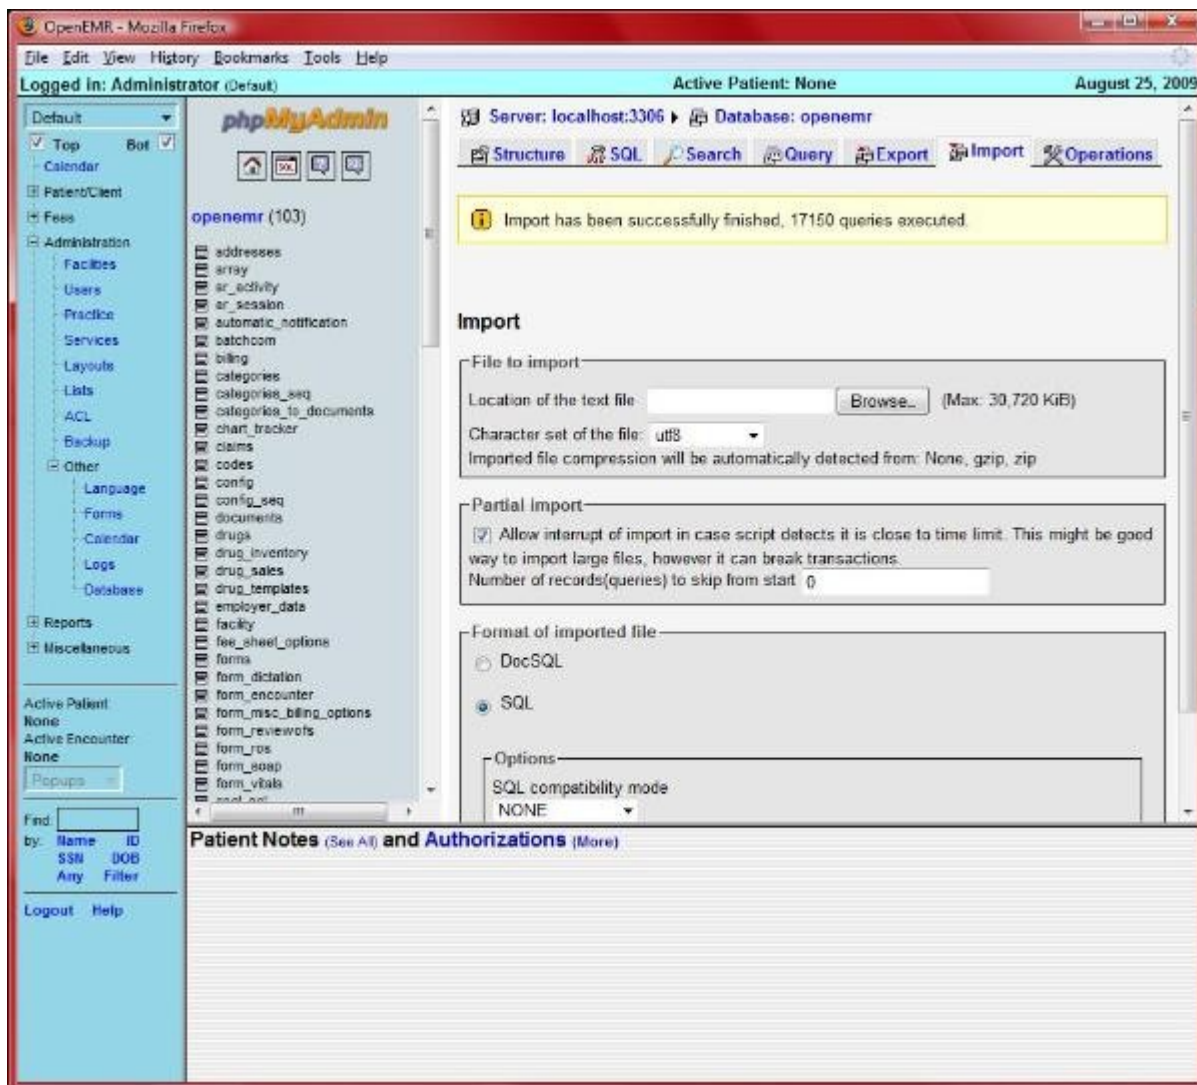 OpenEMR - Mozilla Firefox
File Edit View History Bookmarks Tools Help
Logged in: Administrator (Default)
Active Patient: None
August 25, 2009
Default
Top Bot
Calendar
Patient/Client
Fees
Administration
Facilities
Users
Practice
Services
Layouts
Lists
ACL
Backup
Other
Language
Forms
Calendar
Logs
Database
Reports
Miscellaneous
Active Patient
None
Active Encounter
None
Popups
Find:
by: Name ID
SSN DOB
Any Filter
Logout Help
phpMyAdmin
SQL
openemr (103)
addresses
array
ar_activity
ar_session
automatic_notification
batchcom
billing
categories
categories_seq
categories_to_documents
chart_tracker
claims
codes
config
config_seq
documents
drugs
drug_inventory
drug_sales
drug_templates
employer_data
facility
fee_sheet_options
forms
form_dictation
form_encounter
form_misc_billing_options
form_reviewofs
form_ros
form_soap
form_vitals
Server: localhost:3306 Database: openemr
Structure SQL Search Query Export Import Operations
Import has been successfully finished, 17150 queries executed.
Import
File to import
Location of the text file Browse... (Max: 30,720 KiB)
Character set of the file: utf8
Imported file compression will be automatically detected from: None, gzip, zip
Partial import
Allow interrupt of import in case script detects it is close to time limit. This might be good
way to import large files, however it can break transactions.
Number of records(queries) to skip from start 0
Format of imported file
DocSQL
SQL
Options
SQL compatibility mode
NONE
Patient Notes (See All) and Authorizations (More)